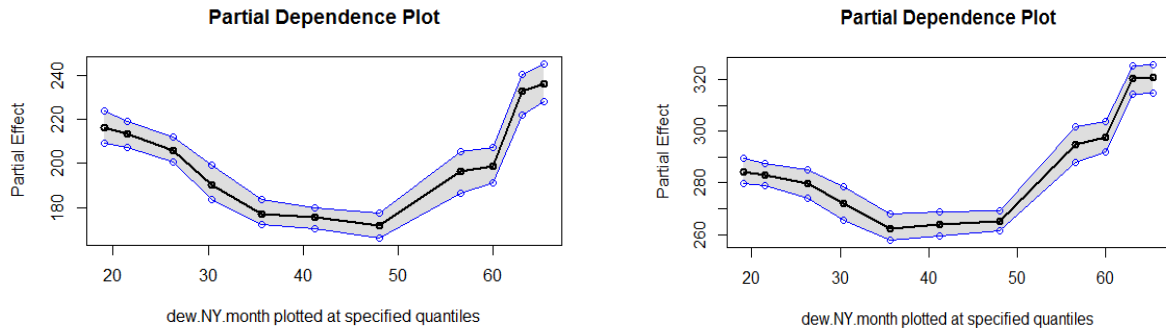 Partial Dependence Plot
Partial Effect
240
220
200
180
20 30 40 50 60
dew.NY.month plotted at specified quantiles
Partial Dependence Plot
Partial Effect
320
300
280
260
20 30 40 50 60
dew.NY.month plotted at specified quantiles